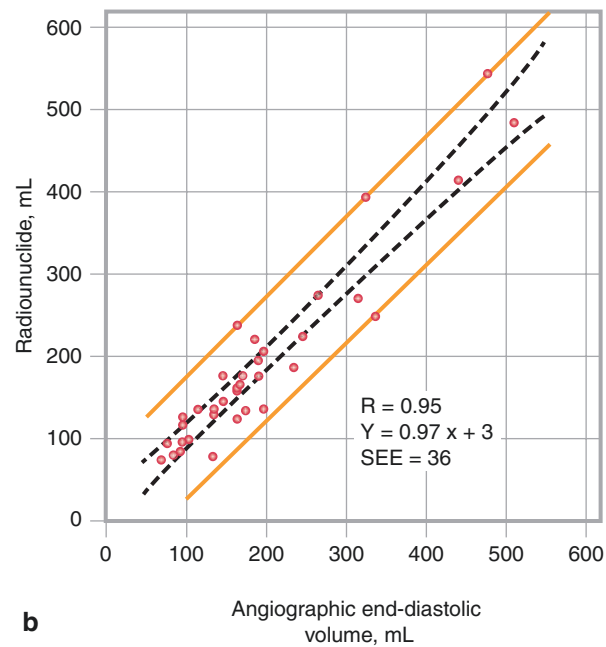 600
500
400
300
200
100
0
Radiounuclide, mL
R = 0.95
Y = 0.97 x + 3
SEE = 36
0 100 200 300 400 500 600
b
Angiographic end-diastolic
volume, mL